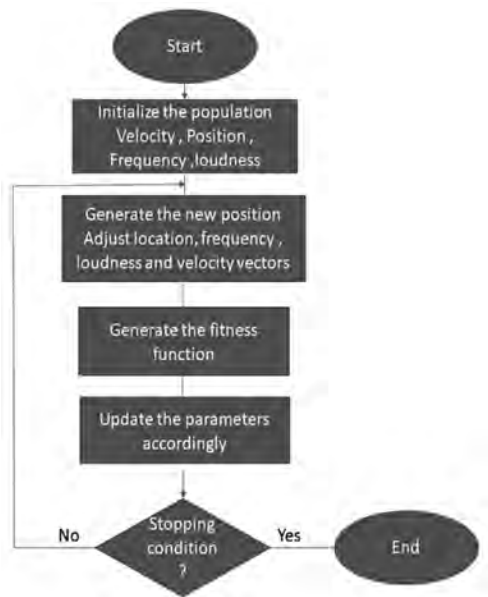 Start
Initialize the population
Velocity , Position ,
Frequency ,loudness
Generate the new position
Adjust location, frequency ,
loudness and velocity vectors
Generate the fitness
function
Update the parameters
accordingly
Stopping
condition
?
No
Yes
End